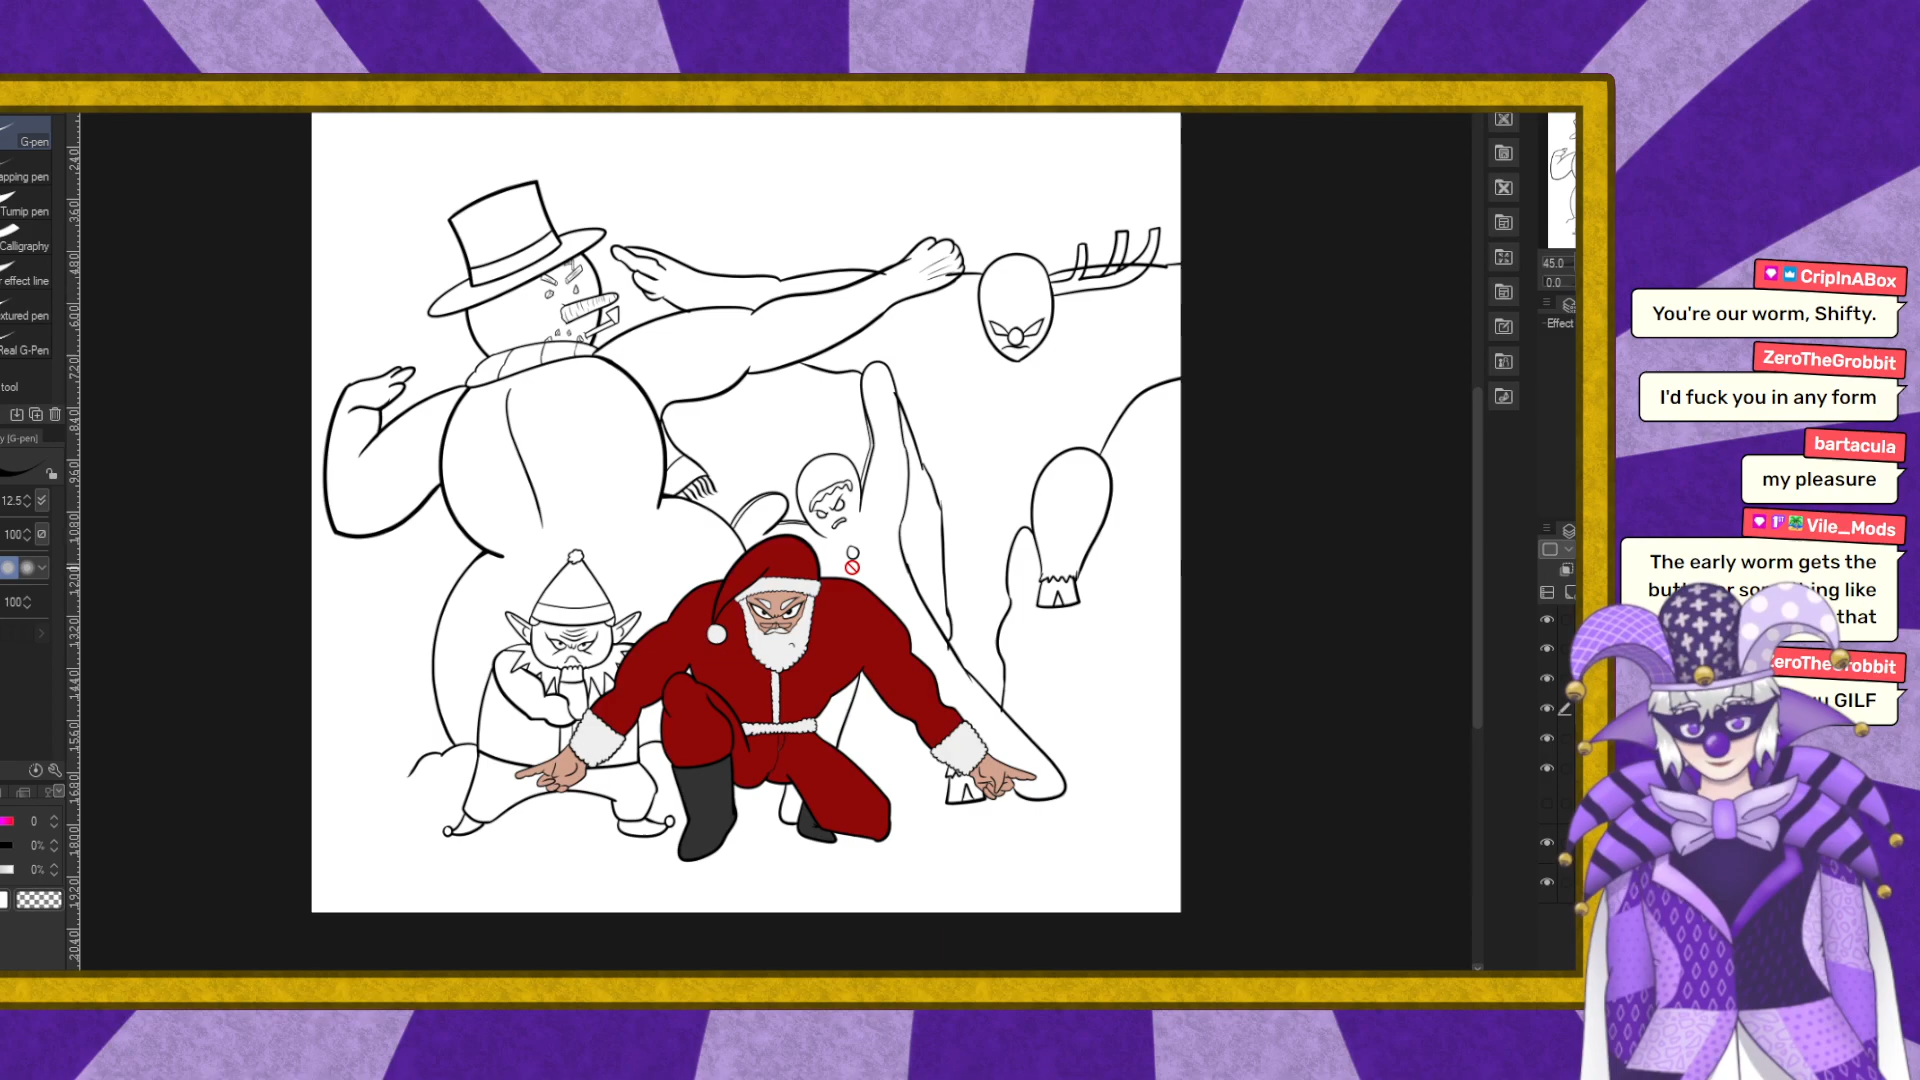 G-pen
apping pen
Turnip pen
Calligraphy
r effect line
xtured pen
Real G-Pen
tool
y [G-pen]
12.5
100
100
0
0%
0%
240
360
480
600
720
840
960
1080
1200
1320
1440
1560
1680
1800
1920
2040
45.0
0.0
Effect
CripInABox
You're our worm, Shifty.
ZeroTheGrobbit
I'd fuck you in any form
bartacula
my pleasure
1ST Vile_Mods
The early worm gets the
that
GILF